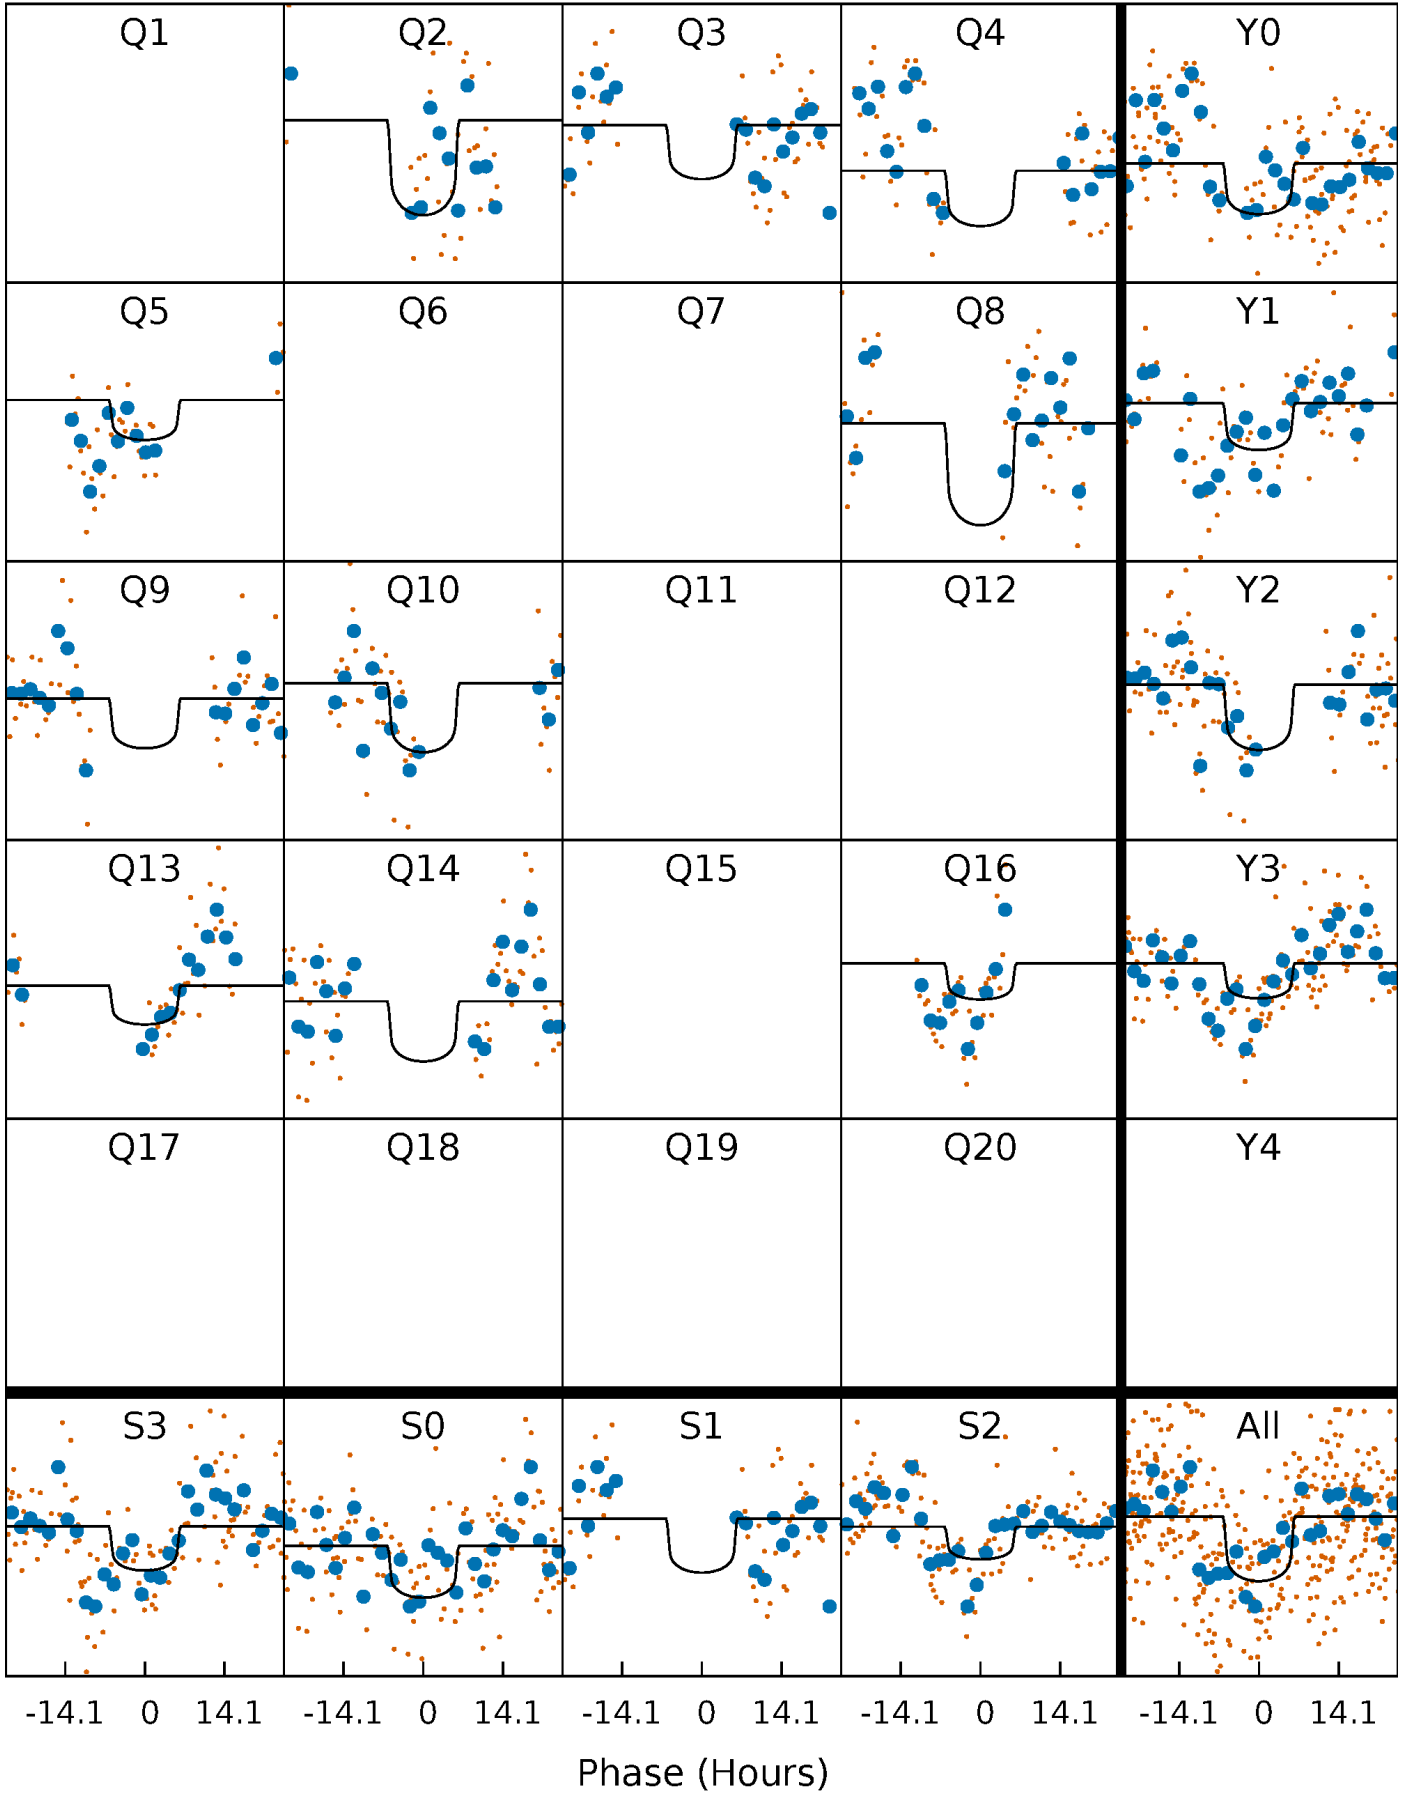 Q1 Q2 Q3 Q4 Y0
Q5 Q6 Q7 Q8 Y1
Q9 Q10 Q11 Q12 Y2
Q13 Q14 Q15 Q16 Y3
Q17 Q18 Q19 Q20 Y4
S3 S0 S1 S2 All
-14.1 0 14.1 -14.1 0 14.1 -14.1 0 14.1 -14.1 0 14.1 -14.1 0 14.1
Phase (Hours)